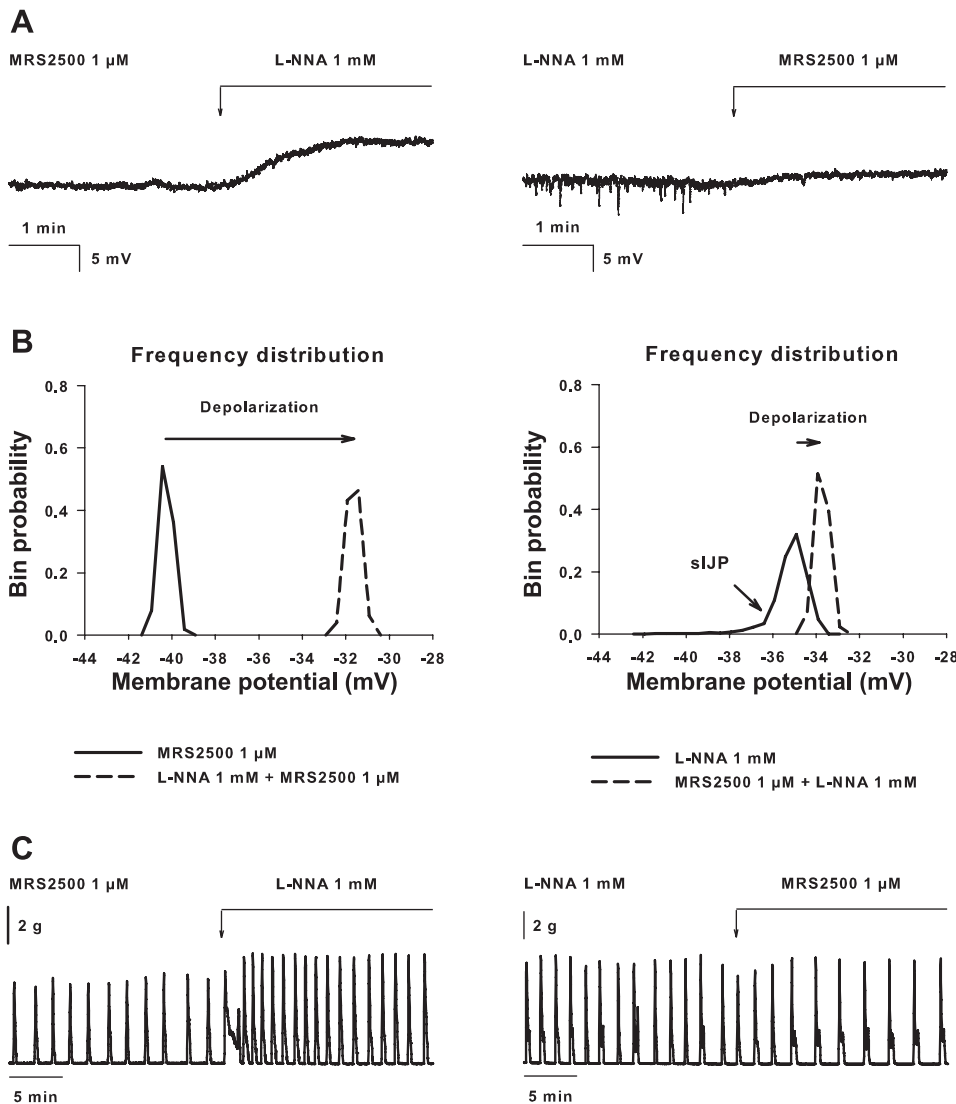 A
MRS2500 1 µM
L-NNA 1 mM
1 min
5 mV
L-NNA 1 mM
MRS2500 1 µM
1 min
5 mV
B
Frequency distribution
Depolarization
Bin probability
0.8
0.6
0.4
0.2
0.0
-44 -42 -40 -38 -36 -34 -32 -30 -28
Membrane potential (mV)
MRS2500 1 µM
L-NNA 1 mM + MRS2500 1 µM
Frequency distribution
Depolarization
sIJP
Bin probability
0.8
0.6
0.4
0.2
0.0
-44 -42 -40 -38 -36 -34 -32 -30 -28
Membrane potential (mV)
L-NNA 1 mM
MRS2500 1 µM + L-NNA 1 mM
C
MRS2500 1 µM
L-NNA 1 mM
2 g
5 min
L-NNA 1 mM
MRS2500 1 µM
2 g
5 min